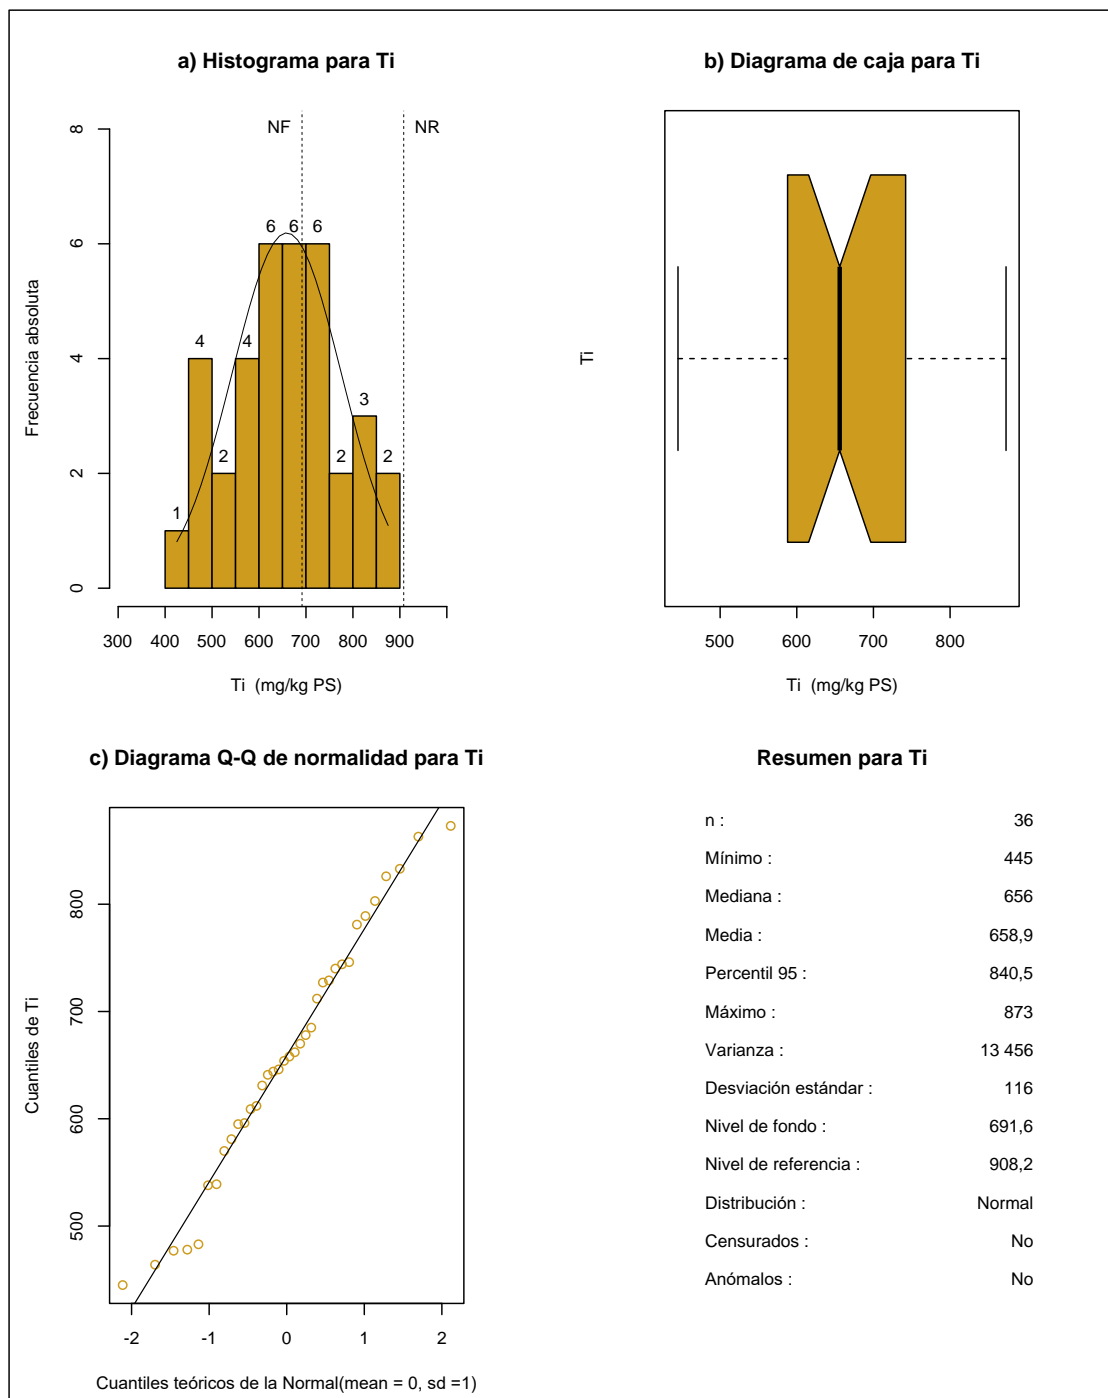 a) Histograma para Ti
NF
NR
8
6
4
2
0
Frecuencia absoluta
1
4
2
4
6
6
6
2
3
2
300 400 500 600 700 800 900
Ti (mg/kg PS)
b) Diagrama de caja para Ti
Ti
500 600 700 800
Ti (mg/kg PS)
c) Diagrama Q-Q de normalidad para Ti
Cuantiles de Ti
800
700
600
500
-2 -1 0 1 2
Cuantiles teóricos de la Normal(mean = 0, sd =1)
Resumen para Ti
n : 36
Mínimo : 445
Mediana : 656
Media : 658,9
Percentil 95 : 840,5
Máximo : 873
Varianza : 13 456
Desviación estándar : 116
Nivel de fondo : 691,6
Nivel de referencia : 908,2
Distribución : Normal
Censurados : No
Anómalos : No